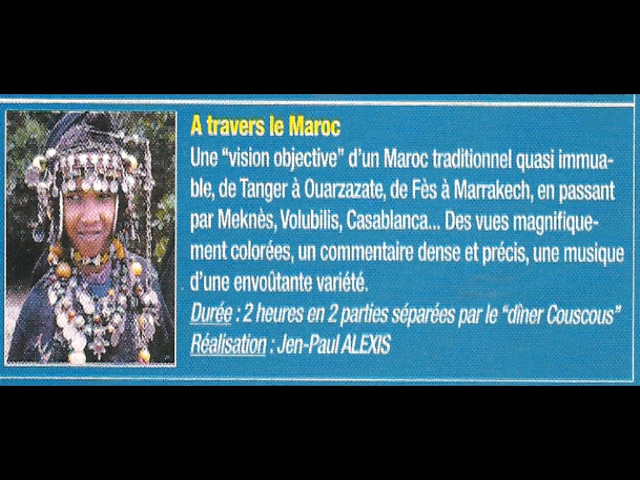 A travers le Maroc
Une “vision objective” d’un Maroc traditionnel quasi immua-
ble, de Tanger à Ouarzazate, de Fès à Marrakech, en passant
par Meknès, Volubilis, Casablanca... Des vues magnifique-
ment colorées, un commentaire dense et précis, une musique
d’une envoûtante variété.
Durée : 2 heures en 2 parties séparées par le “dîner Couscous”
Réalisation : Jen-Paul ALEXIS